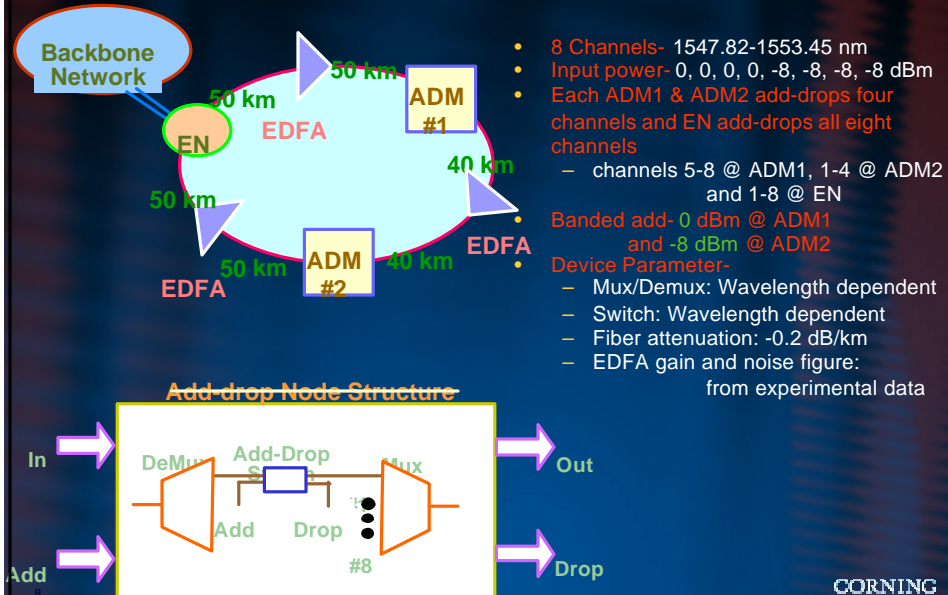 Backbone
Network
EN
50 km
50 km
EDFA
ADM
#1
40 km
50 km
EDFA
50 km
ADM
#2
40 km
EDFA
• 8 Channels- 1547.82-1553.45 nm
• Input power- 0, 0, 0, 0, -8, -8, -8, -8 dBm
• Each ADM1 & ADM2 add-drops four
channels and EN add-drops all eight
channels
– channels 5-8 @ ADM1, 1-4 @ ADM2
and 1-8 @ EN
• Banded add- 0 dBm @ ADM1
and -8 dBm @ ADM2
• Device Parameter-
– Mux/Demux: Wavelength dependent
– Switch: Wavelength dependent
– Fiber attenuation: -0.2 dB/km
– EDFA gain and noise figure:
from experimental data
Add-drop Node Structure
In
DeMux
Add-Drop
Mux
Out
Add
Drop
#8
Add
Drop
CORNING